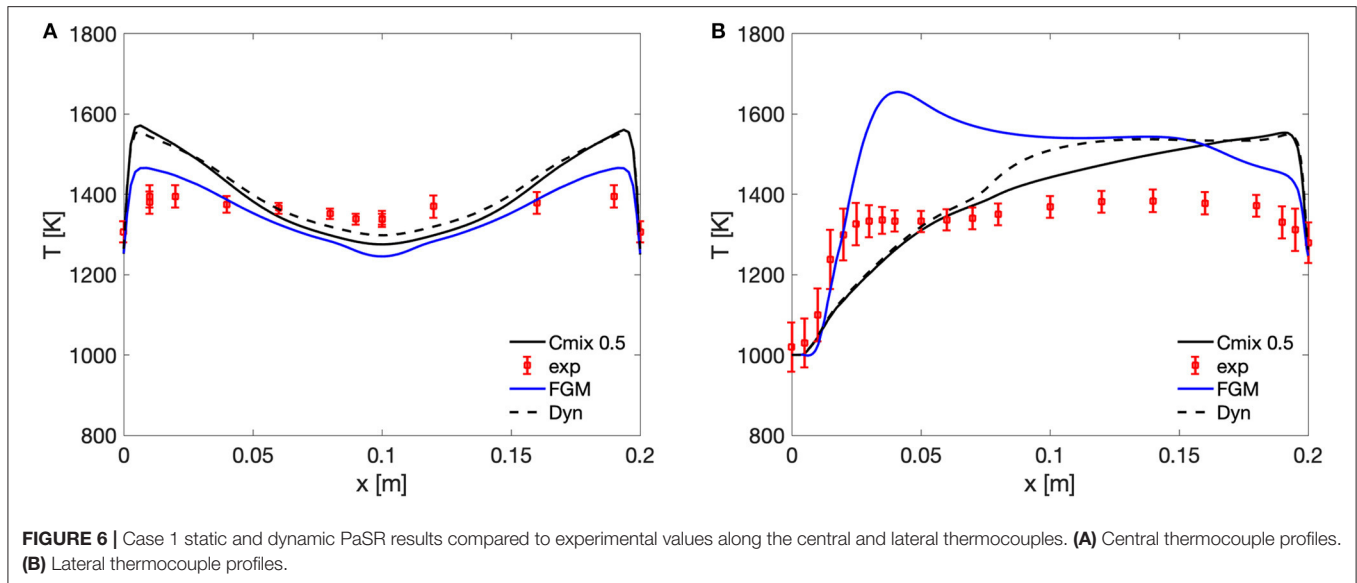 A
1800
1600
1400
1200
1000
800
T [K]
0
0.05
0.1
0.15
0.2
x [m]
Cmix 0.5
exp
FGM
Dyn
B
1800
1600
1400
1200
1000
800
T [K]
0
0.05
0.1
0.15
0.2
x [m]
Cmix 0.5
exp
FGM
Dyn
FIGURE 6 | Case 1 static and dynamic PaSR results compared to experimental values along the central and lateral thermocouples. (A) Central thermocouple profiles.
(B) Lateral thermocouple profiles.